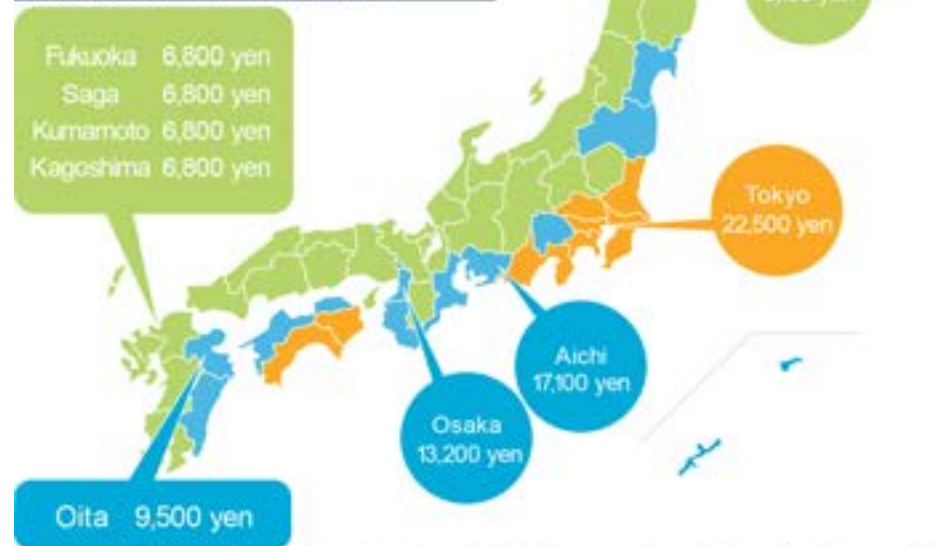 Fukuoka 6,800 yen
Saga 6,800 yen
Kumamoto 6,800 yen
Kagoshima 6,800 yen
Tokyo
22,500 yen
Aichi
17,100 yen
Osaka
13,200 yen
Oita 9,500 yen